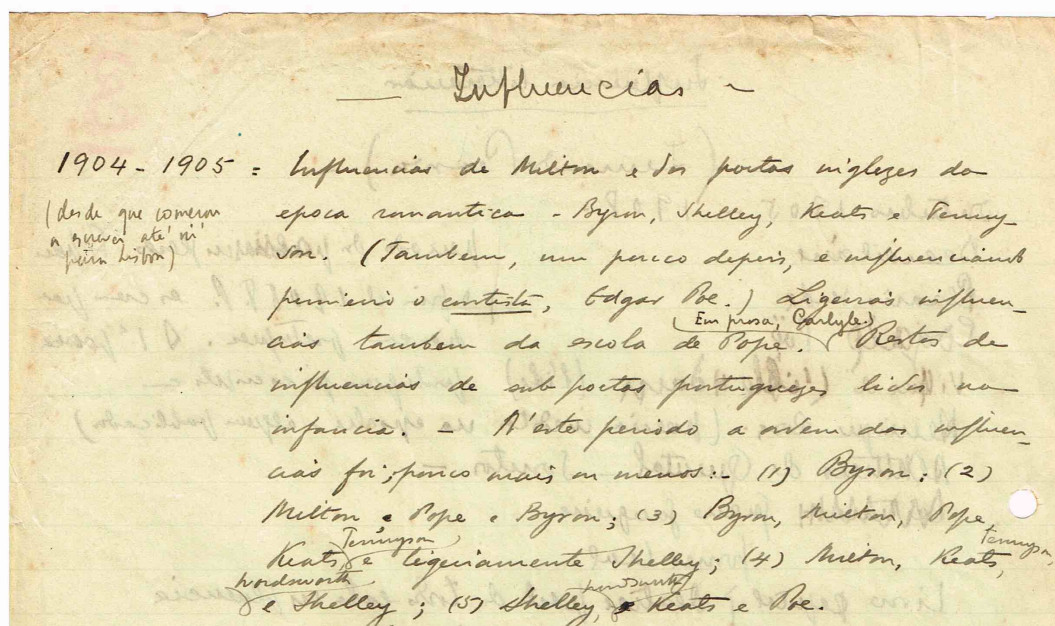 — Influencias —
1904 - 1905 = Influencias de Milton e dos poetas inglezes da
(desde que comecou
a escrever até vir
para Lisboa)
epoca romantica - Byron, Shelley, Keats e Tenny-
son. (Tambem, um pouco depois, e influenciando
primeiro o contista, Edgar Poe.) Ligeiras influen-
(Em prosa, Carlyle.)
cias tambem da escola de Pope. Restos de
influencias de sub poetas portuguezes lidos na
infancia. - N'este periodo a ordem das influen-
cias foi, pouco mais ou menos:- (1) Byron; (2)
Milton e Pope e Byron; (3) Byron, Milton, Pope,
Tennyson
Tennyson,
Keats, e ligeiramente Shelley; (4) Milton, Keats,
Wordsworth
Wordsworth
e Shelley; (5) Shelley, e Keats e Poe.